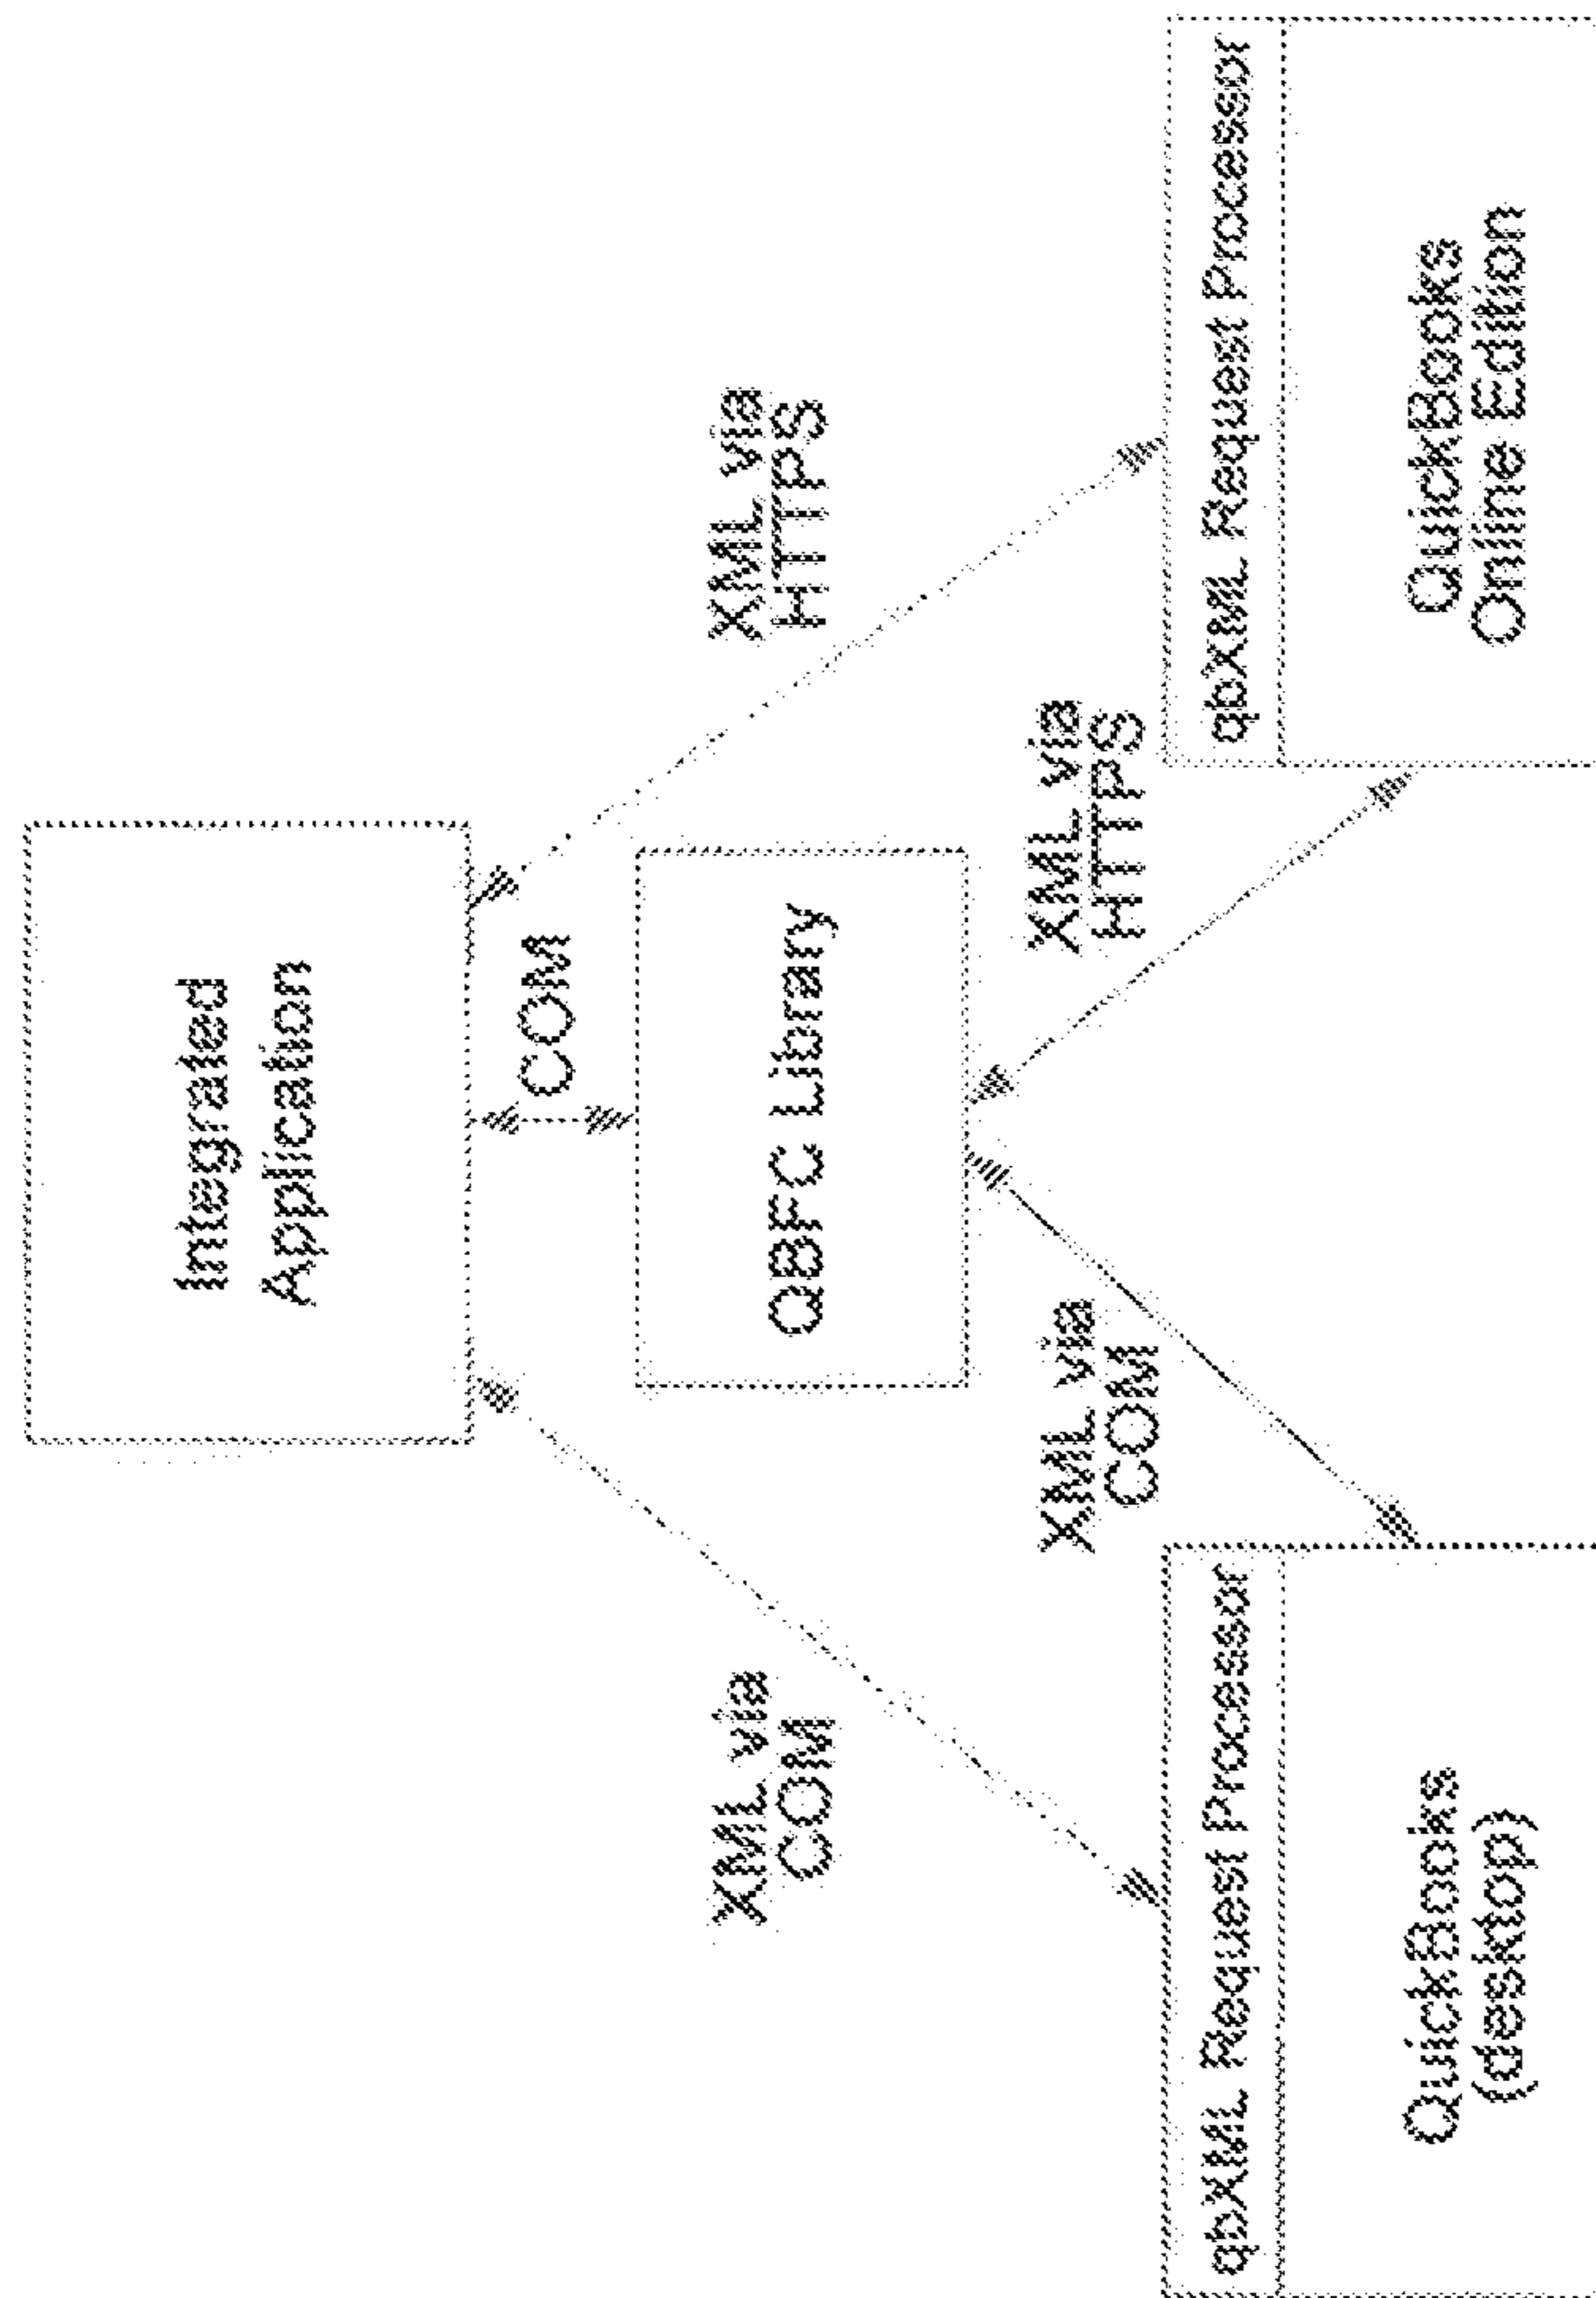 Integrated
Application
COM
QBFC Library
XML via
COM
XML via
HTTPS
XML via
COM
XML via
HTTPS
qbXML Request Processor
QuickBooks
(desktop)
qbXML Request Processor
QuickBooks
Online Edition